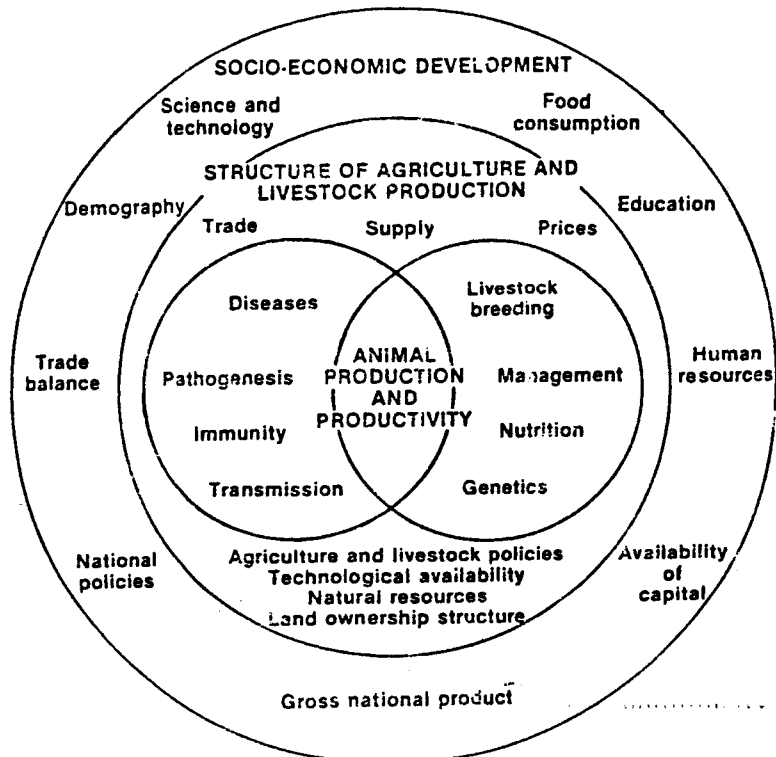 SOCIO-ECONOMIC DEVELOPMENT
Science and
technology
Food
consumption
STRUCTURE OF AGRICULTURE AND
LIVESTOCK PRODUCTION
Demography
Education
Trade
Supply
Prices
Diseases
Livestock
breeding
Trade
balance
Pathogenesis
ANIMAL
PRODUCTION
AND
PRODUCTIVITY
Management
Human
resources
Immunity
Nutrition
Transmission
Genetics
National
policies
Agriculture and livestock policies
Technological availability
Natural resources
Land ownership structure
Availability
of
capital
Gross national product